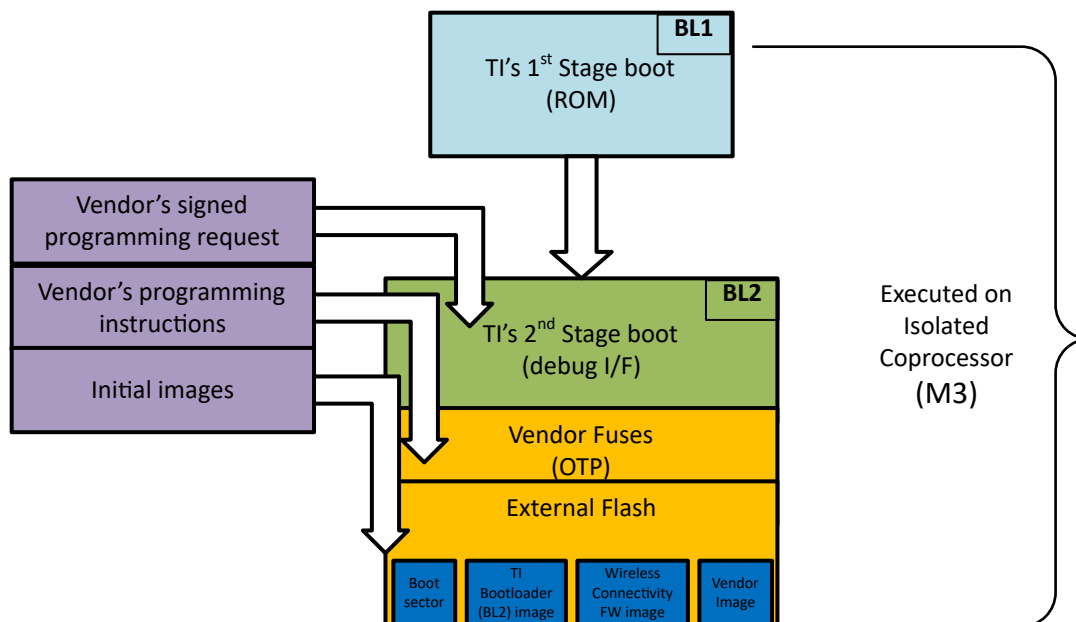 BL1
TI's 1st Stage boot
(ROM)
Vendor's signed
programming request
Vendor's programming
instructions
Initial images
BL2
TI's 2nd Stage boot
(debug I/F)
Vendor Fuses
(OTP)
External Flash
Boot
sector
TI
Bootloader
(BL2) image
Wireless
Connectivity
FW image
Vendor
Image
Executed on
Isolated
Coprocessor
(M3)